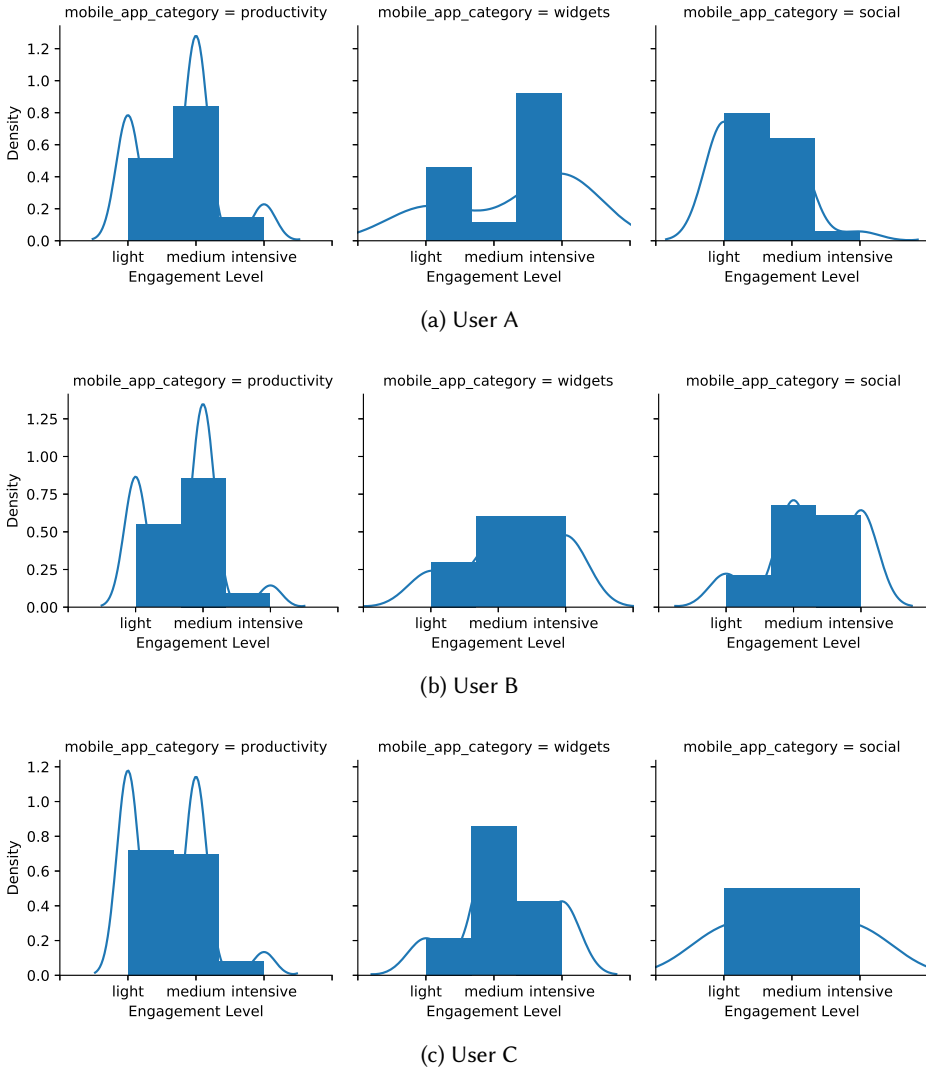 mobile_app_category = productivity mobile_app_category = widgets mobile_app_category = social
1.2
1.0
0.8
0.6
0.4
0.2
0.0
Density
light medium intensive light medium intensive light medium intensive
Engagement Level Engagement Level Engagement Level
(a) User A
mobile_app_category = productivity mobile_app_category = widgets mobile_app_category = social
1.25
1.00
0.75
0.50
0.25
0.00
Density
light medium intensive light medium intensive light medium intensive
Engagement Level Engagement Level Engagement Level
(b) User B
mobile_app_category = productivity mobile_app_category = widgets mobile_app_category = social
1.2
1.0
0.8
0.6
0.4
0.2
0.0
Density
light medium intensive light medium intensive light medium intensive
Engagement Level Engagement Level Engagement Level
(c) User C